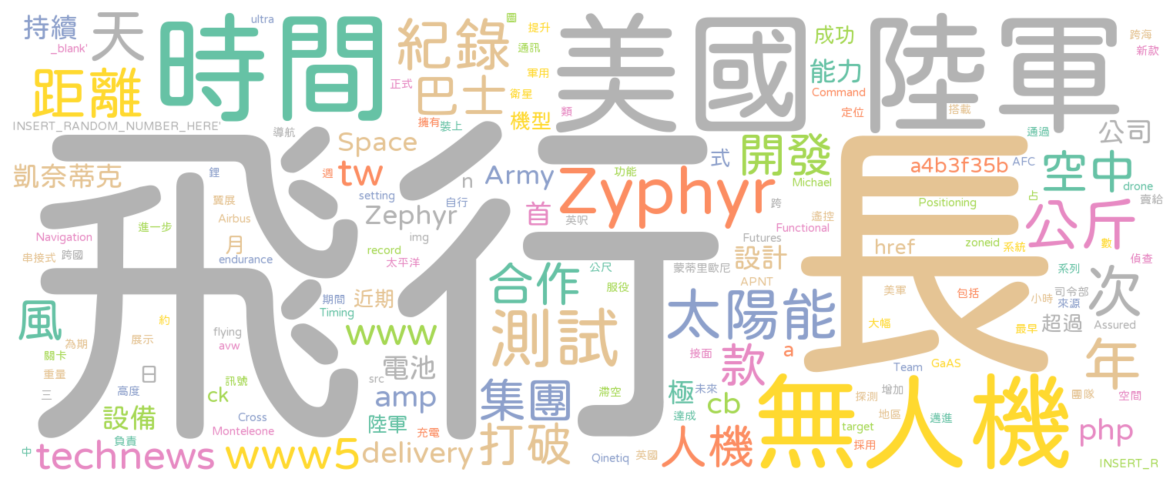 持續
ultra
_blank'
天
時間
紀錄
美國陸軍
圖
提升
成功
通訊
跨海
新款
距離
巴士
正式
軍用
能力
Command
衛星
擁有
裝上
機型
類
定位
搭載
INSERT_RANDOM_NUMBER_HERE'
導航
Space
式
開發
通過
公司
飛行
長
凱奈蒂克
鋰
週
tw
Army
Zyphyr
功能
Michael
a4b3f35b
AFC
空中
drone
賣給
setting
n
自行
首
跨
Positioning
占
翼展
Airbus
進一步
Zephyr
英呎
遙控
Functional
公斤
Navigation
月
img
Futures
href
zoneid
系統
數
偵查
串接式
跨國
endurance
record
太平洋
合作
公尺
蒙蒂里歐尼
設計
APNT
系列
次
風
期間
近期
服役
太陽能
美軍
包括
小時
司令部
來源
Timing
測試
超過
Assured
約
為期
展示
flying
www
大幅
最早
年
關卡
avw
電池
接面
款
a
重量
日
訊號
src
滯空
Team
GaAS
三
高度
ck
amp
集團
極
未來
無人機
增加
探測
團隊
空間
設備
Cross
陸軍
達成
cb
地區
邁進
負責
Monteleone
充電
打破
人機
target
採用
php
中
technews
www5
delivery
Qinetiq
英國
INSERT_R